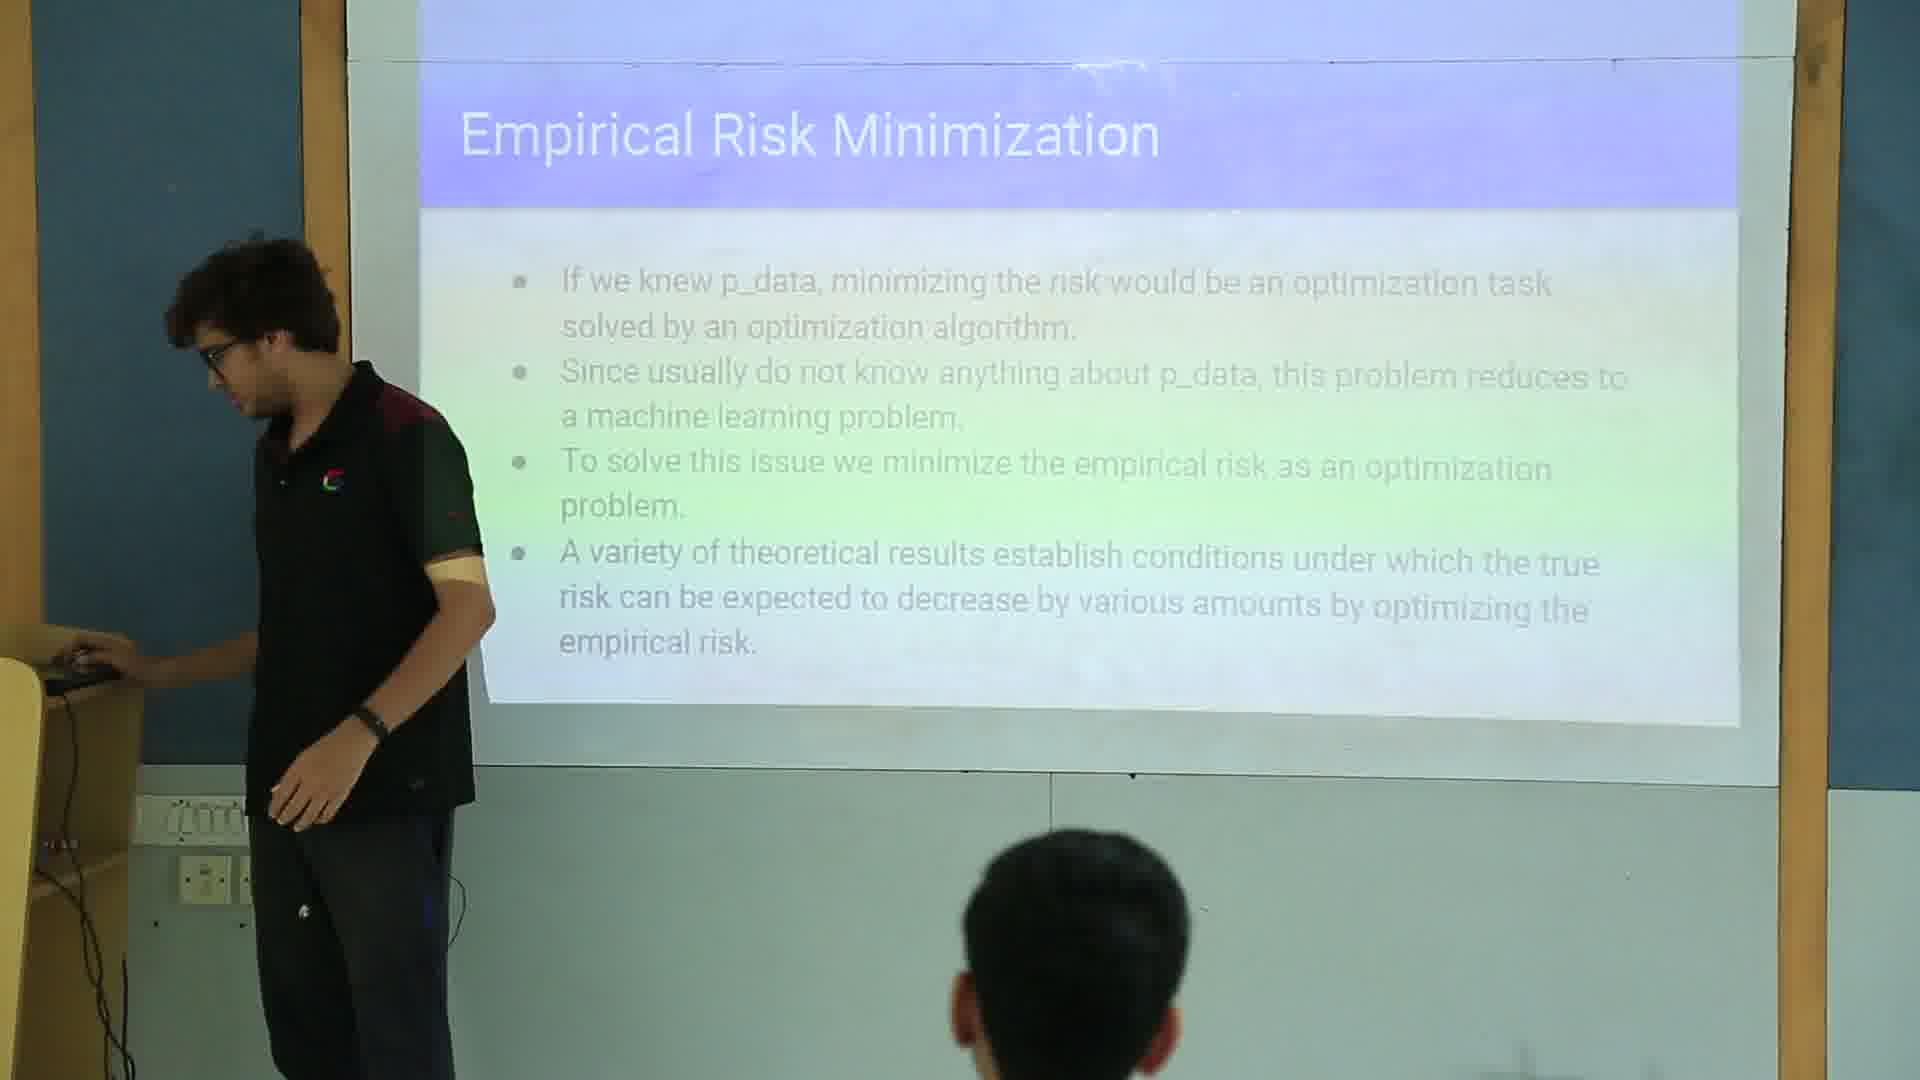 Empirical Risk Minimization
If we knew p_data, minimizing the risk would be an optimization task
solved by an optimization algorithm.
Since usually do not know anything about p_data, this problem reduces to
a machine learning problem.
To solve this issue we minimize the empirical risk as an optimization
problem.
A variety of theoretical results establish conditions under which the true
risk can be expected to decrease by various amounts by optimizing the
empirical risk.